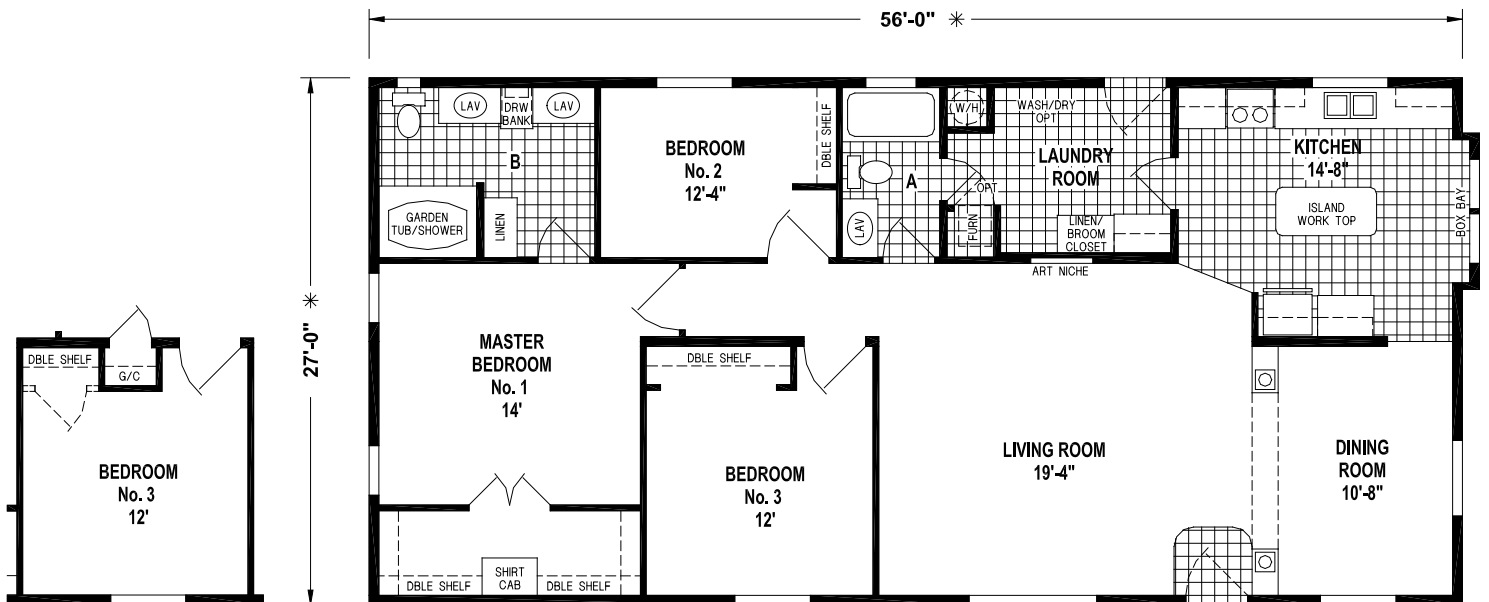 56'-0" ✳
27'-0" ✳
LAV
DRW
BANK
LAV
B
GARDEN
TUB/SHOWER
LINEN
BEDROOM
No. 2
12'-4"
DBLE SHELF
A
LAV
W/H
WASH/DRY
OPT
LAUNDRY
ROOM
OPT
FURN
LINEN/
BROOM
CLOSET
ART NICHE
KITCHEN
14'-8"
ISLAND
WORK TOP
BOX BAY
MASTER
BEDROOM
No. 1
14'
DBLE SHELF
SHIRT
CAB
DBLE SHELF
DBLE SHELF
BEDROOM
No. 3
12'
LIVING ROOM
19'-4"
DINING
ROOM
10'-8"
DBLE SHELF
G/C
BEDROOM
No. 3
12'